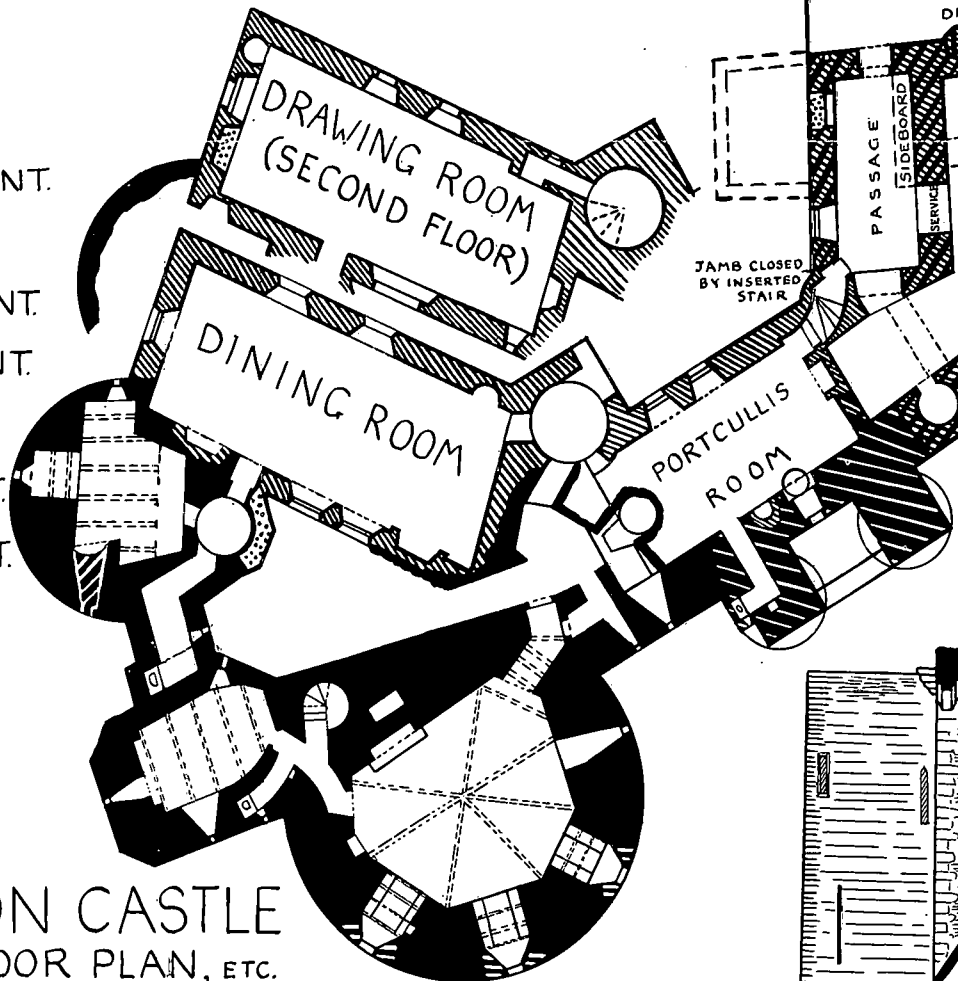 DRAWING ROOM
(SECOND FLOOR)
PASSAGE
SIDEBOARD
SERVICE
JAMB CLOSED
BY INSERTED
STAIR
DINING ROOM
PORTCULLIS
ROOM
NT.
NT.
NT.
T.
ON CASTLE
OOR PLAN, ETC.